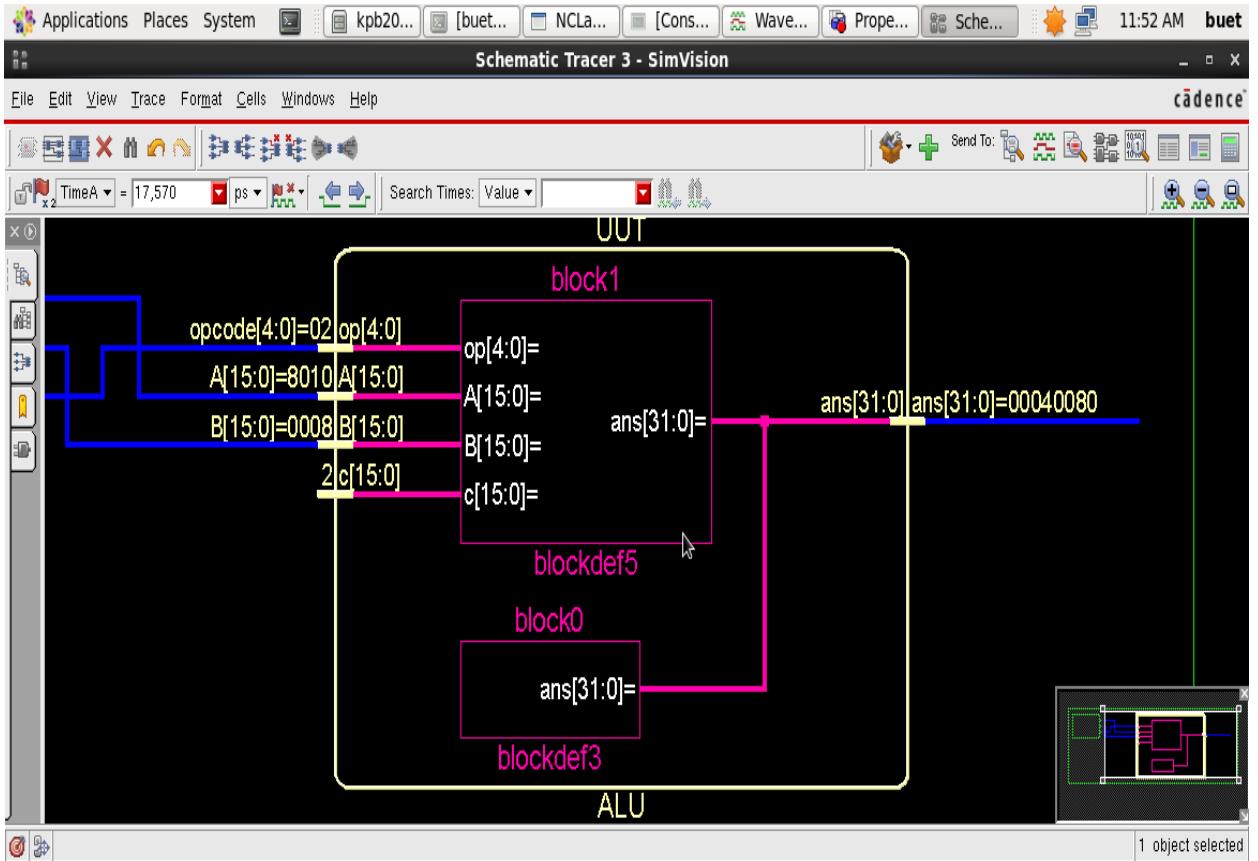 Applications Places System kpb20... [buet... NCLa... [Cons... Wave... Prope... Sche... 11:52 AM buet
Schematic Tracer 3 - SimVision
File Edit View Trace Format Cells Windows Help cādence
Send To:
x2 TimeA = 17,570 ps Search Times: Value
UUT
block1
opcode[4:0]=02 op[4:0]
op[4:0]=
A[15:0]=8010 A[15:0]
A[15:0]=
ans[31:0]=
ans[31:0] ans[31:0]=00040080
B[15:0]=0008 B[15:0]
B[15:0]=
2 c[15:0]
c[15:0]=
blockdef5
block0
ans[31:0]=
blockdef3
ALU
1 object selected